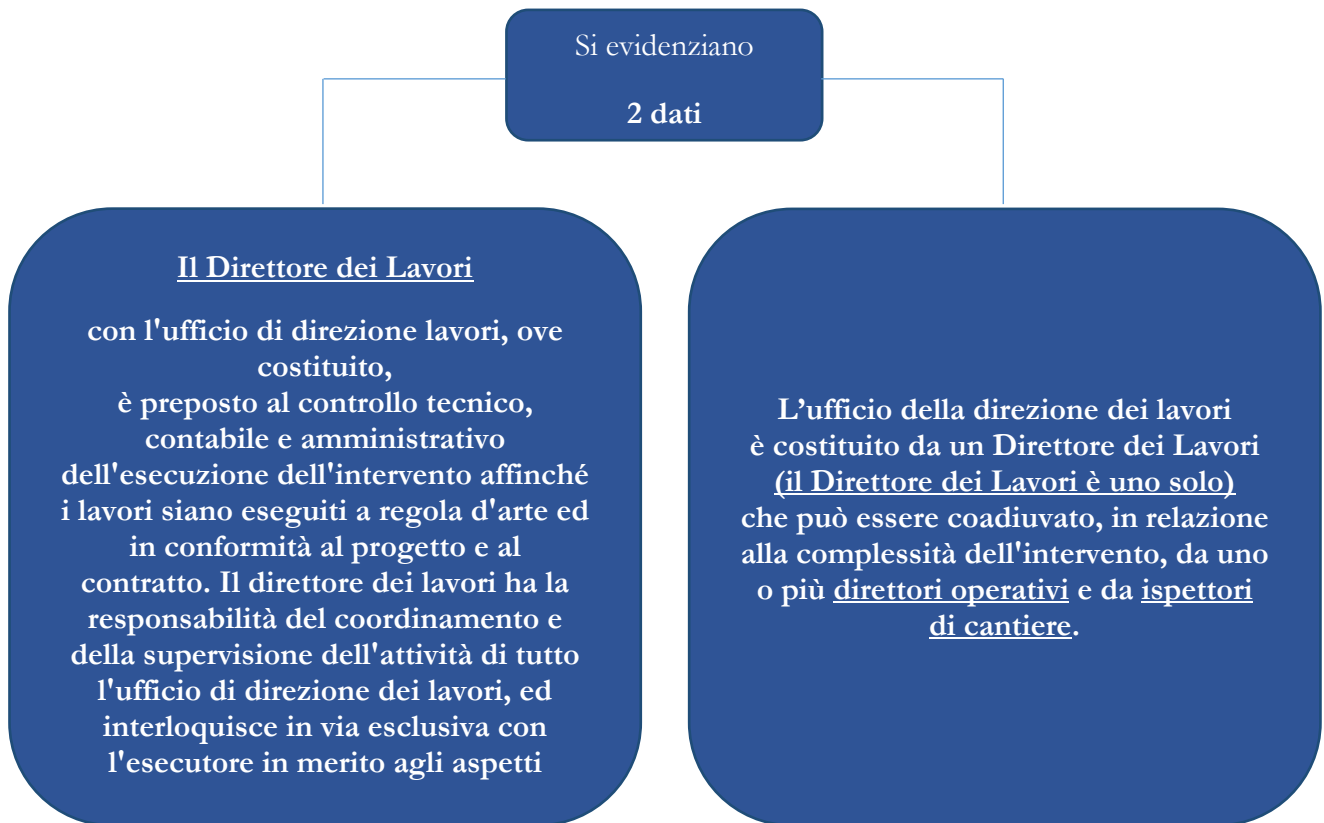 Si evidenziano
2 dati
Il Direttore dei Lavori
con l'ufficio di direzione lavori, ove
costituito,
è preposto al controllo tecnico,
contabile e amministrativo
dell'esecuzione dell'intervento affinché
i lavori siano eseguiti a regola d'arte ed
in conformità al progetto e al
contratto. Il direttore dei lavori ha la
responsabilità del coordinamento e
della supervisione dell'attività di tutto
l'ufficio di direzione dei lavori, ed
interloquisce in via esclusiva con
l'esecutore in merito agli aspetti
L’ufficio della direzione dei lavori
è costituito da un Direttore dei Lavori
(il Direttore dei Lavori è uno solo)
che può essere coadiuvato, in relazione
alla complessità dell'intervento, da uno
o più direttori operativi e da ispettori
di cantiere.